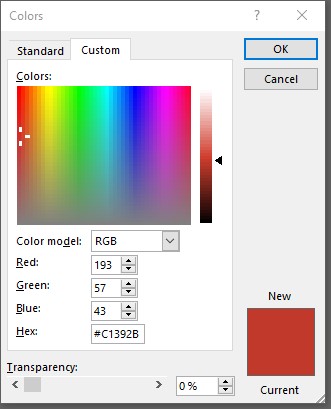 Colors ? ×
Standard Custom OK
Cancel
Colors:
Color model: RGB
Red: 193
Green: 57
Blue: 43
Hex: #C1392B
New
Transparency:
0 %
Current